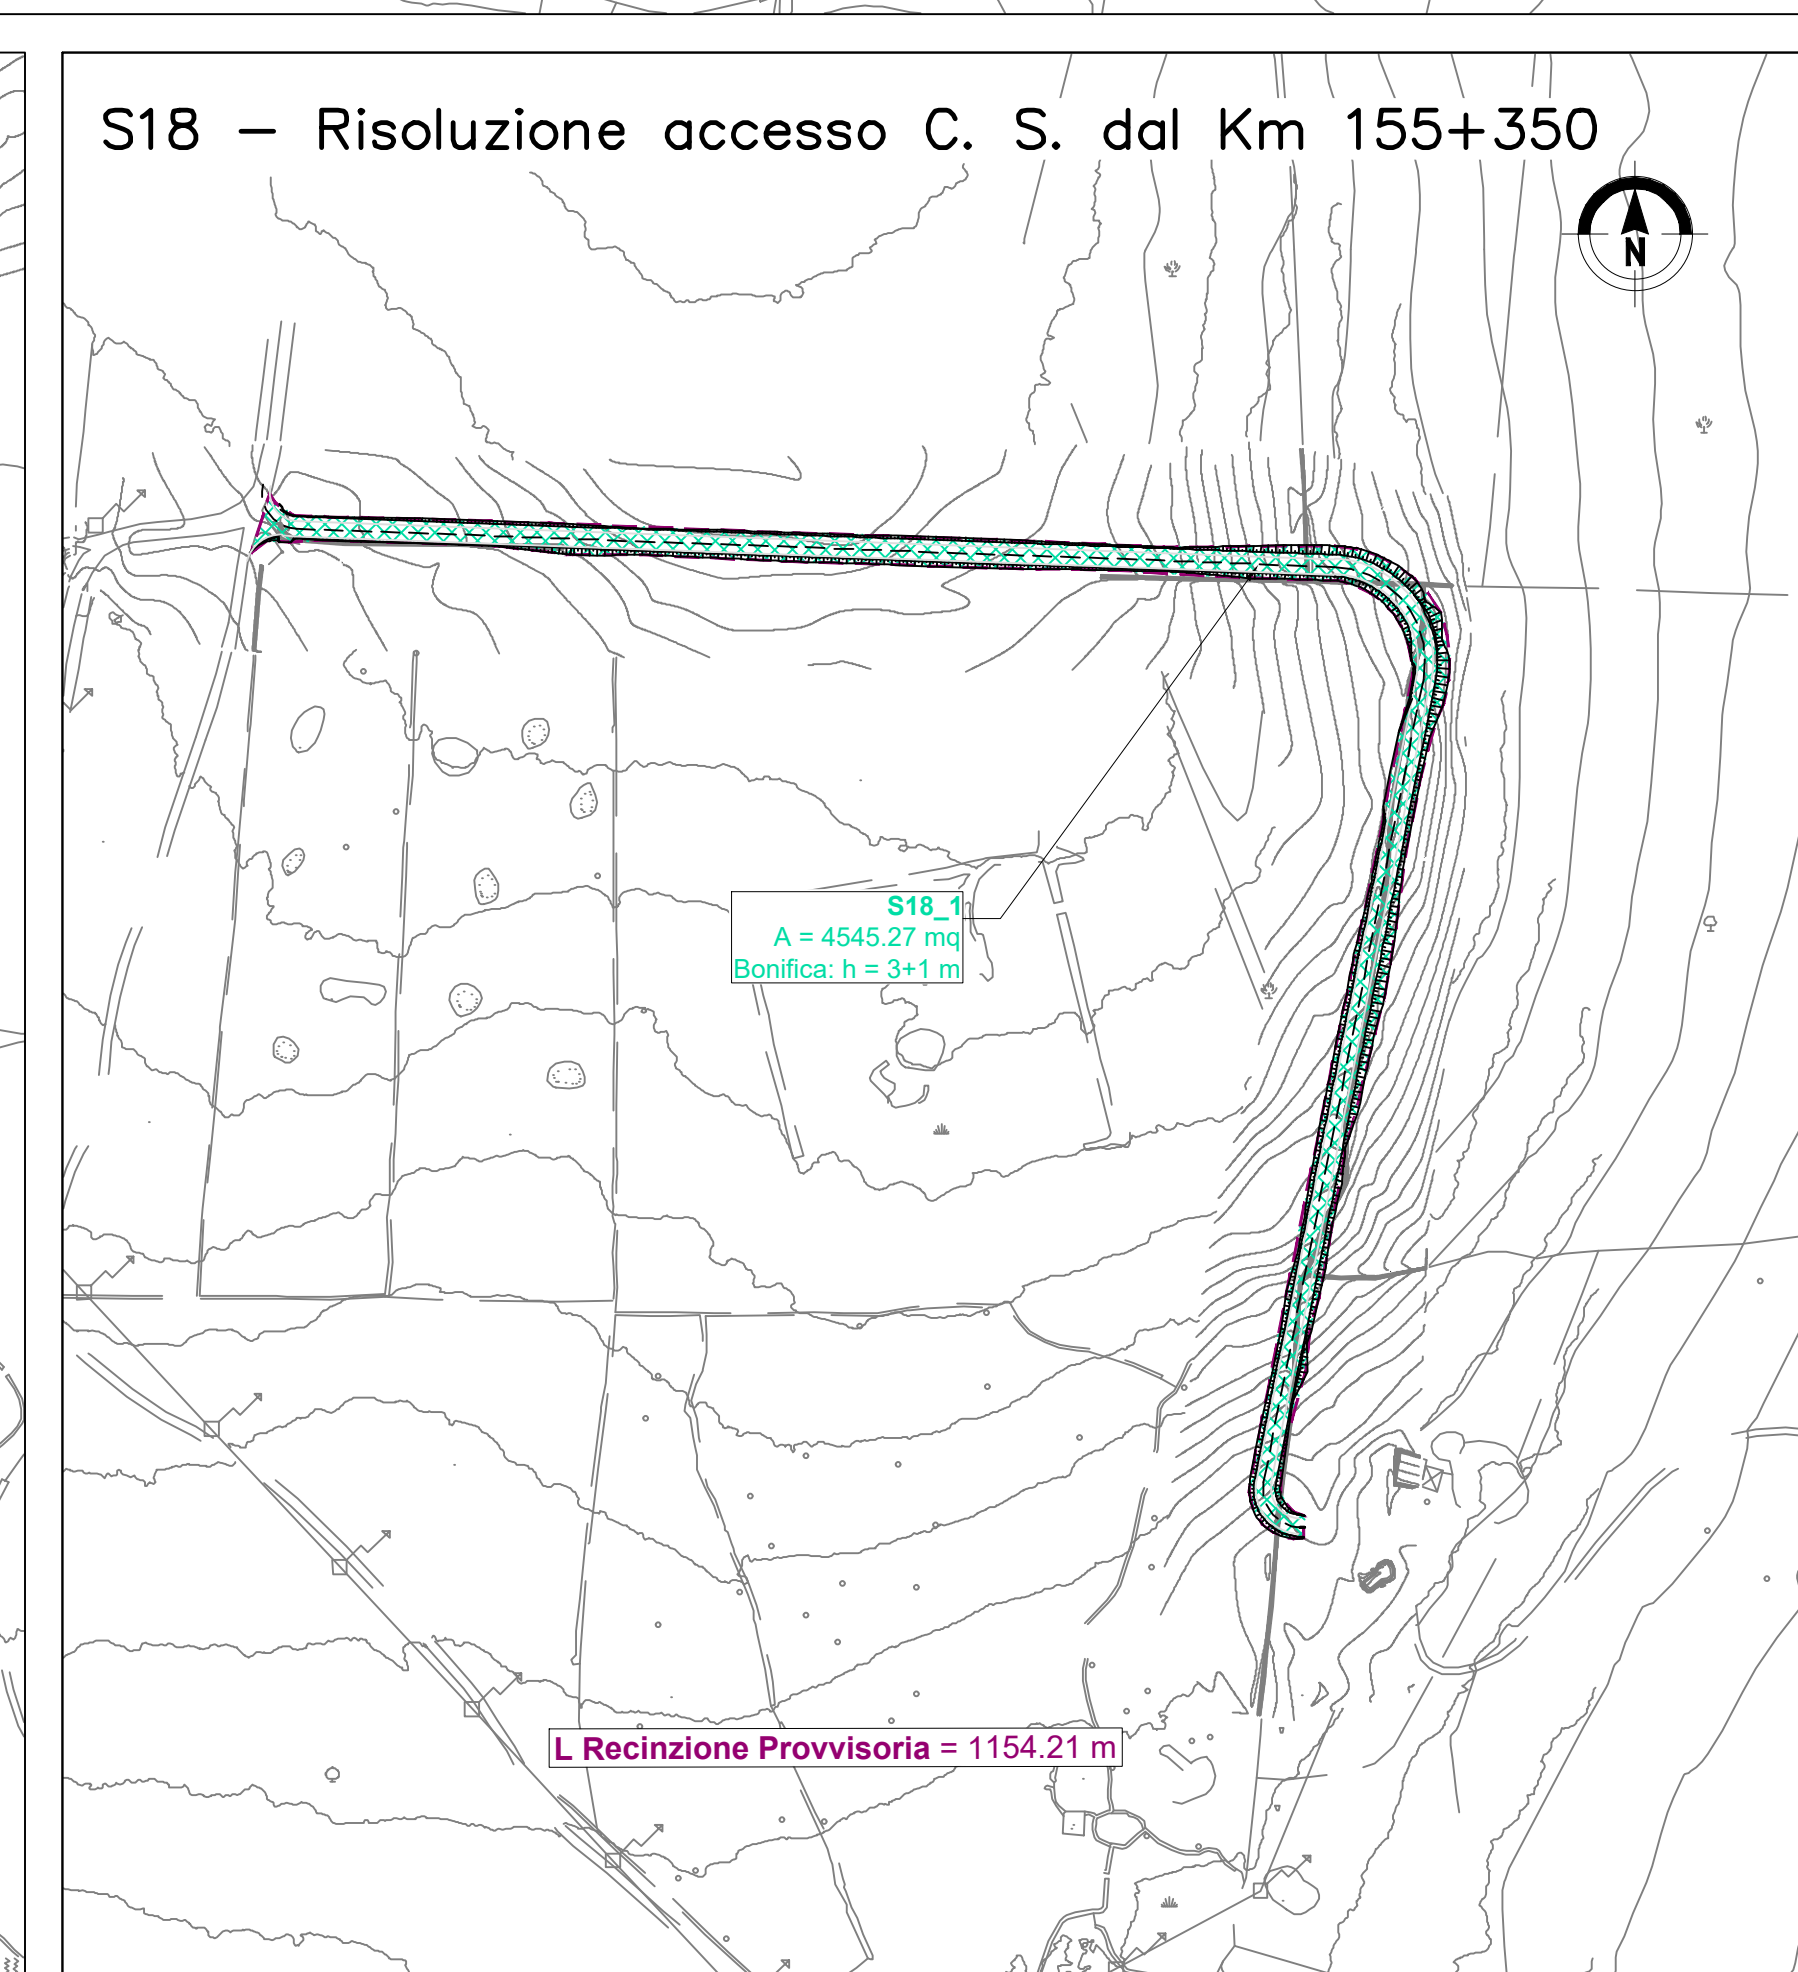 S18 – Risoluzione accesso C. S. dal Km 155+350
N
S18_1
A = 4545.27 mq
Bonifica: h = 3+1 m
L Recinzione Provvisoria = 1154.21 m